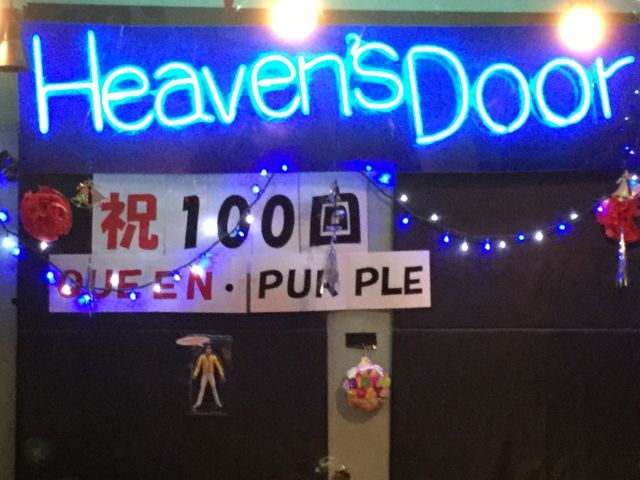 Heaven's Door
祝100回
QUEEN・PURPLE